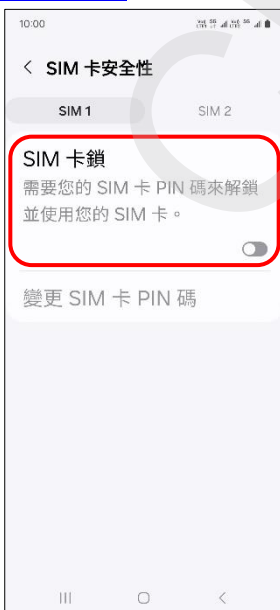 10:00
< SIM 卡安全性
SIM 1
SIM 2
SIM 卡鎖
需要您的 SIM 卡 PIN 碼來解鎖
並使用您的 SIM 卡。
變更 SIM 卡 PIN 碼